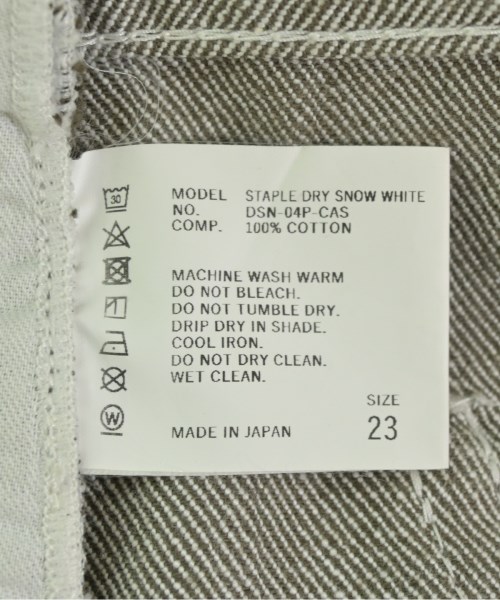 MODEL STAPLE DRY SNOW WHITE
NO. DSN-04P-CAS
COMP. 100% COTTON
30
MACHINE WASH WARM
DO NOT BLEACH.
DO NOT TUMBLE DRY.
DRIP DRY IN SHADE.
COOL IRON.
DO NOT DRY CLEAN.
WET CLEAN.
W
SIZE
MADE IN JAPAN 23